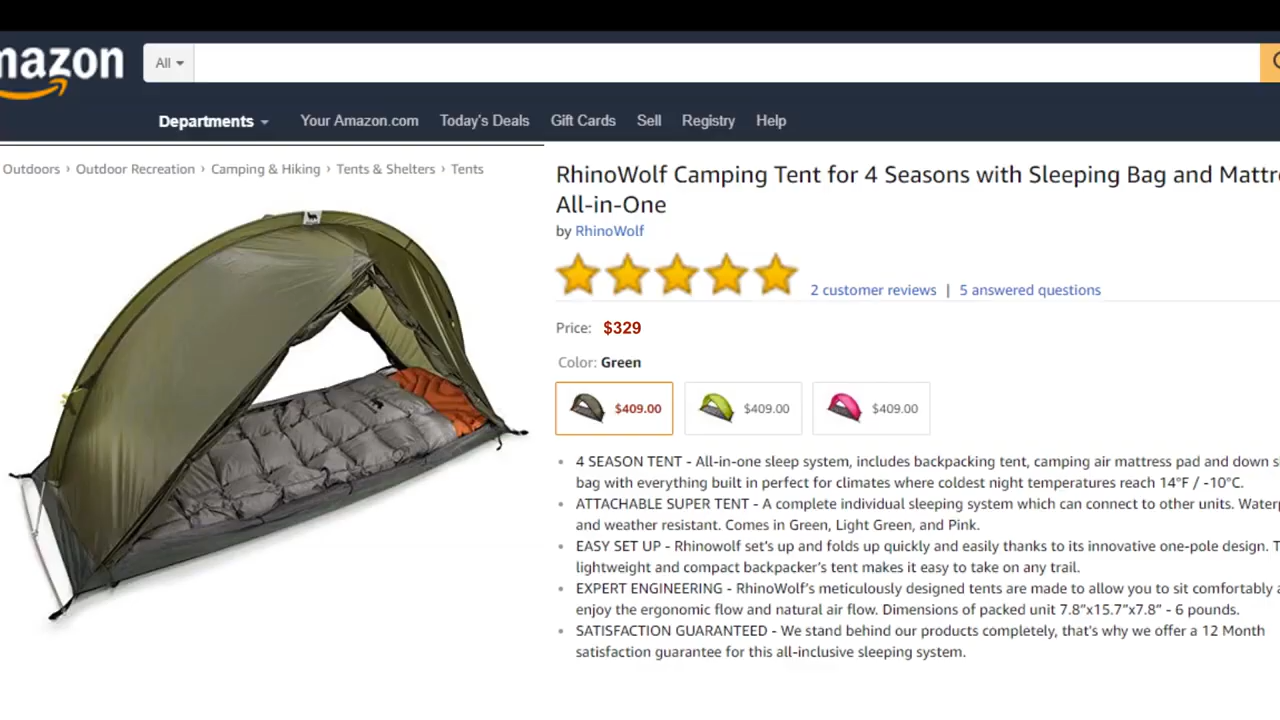 mazon
All
Departments Your Amazon.com Today's Deals Gift Cards Sell Registry Help
Outdoors › Outdoor Recreation › Camping & Hiking › Tents & Shelters › Tents
RhinoWolf Camping Tent for 4 Seasons with Sleeping Bag and Mattre
All-in-One
by RhinoWolf
2 customer reviews | 5 answered questions
Price: $329
Color: Green
$409.00 $409.00 $409.00
• 4 SEASON TENT - All-in-one sleep system, includes backpacking tent, camping air mattress pad and down s
bag with everything built in perfect for climates where coldest night temperatures reach 14°F / -10°C.
• ATTACHABLE SUPER TENT - A complete individual sleeping system which can connect to other units. Waterp
and weather resistant. Comes in Green, Light Green, and Pink.
• EASY SET UP - Rhinowolf set's up and folds up quickly and easily thanks to its innovative one-pole design. T
lightweight and compact backpacker's tent makes it easy to take on any trail.
• EXPERT ENGINEERING - RhinoWolf's meticulously designed tents are made to allow you to sit comfortably a
enjoy the ergonomic flow and natural air flow. Dimensions of packed unit 7.8”x15.7”x7.8” - 6 pounds.
• SATISFACTION GUARANTEED - We stand behind our products completely, that's why we offer a 12 Month
satisfaction guarantee for this all-inclusive sleeping system.